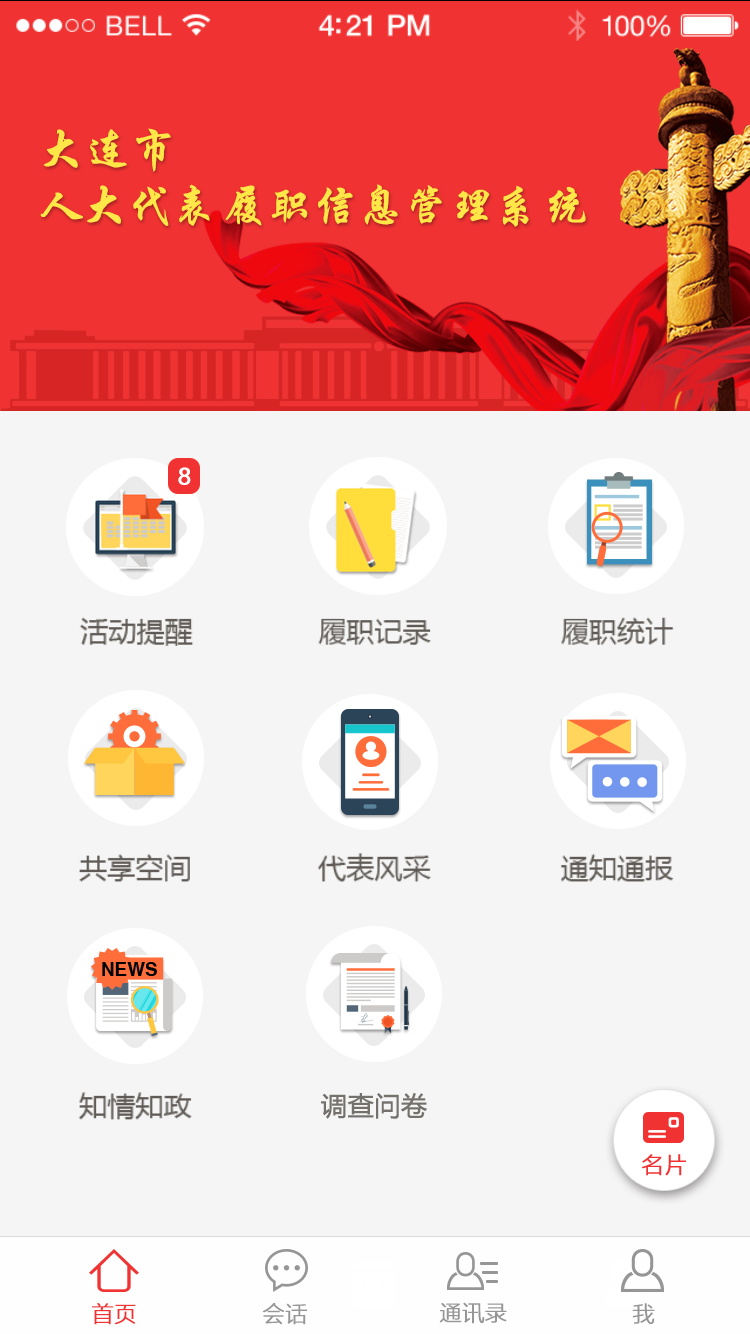 BELL 4:21 PM 100%
大连市
人大代表履职信息管理系统
8
活动提醒 履职记录 履职统计
共享空间 代表风采 通知通报
NEWS
知情知政 调查问卷
名片
首页 会话 通讯录 我